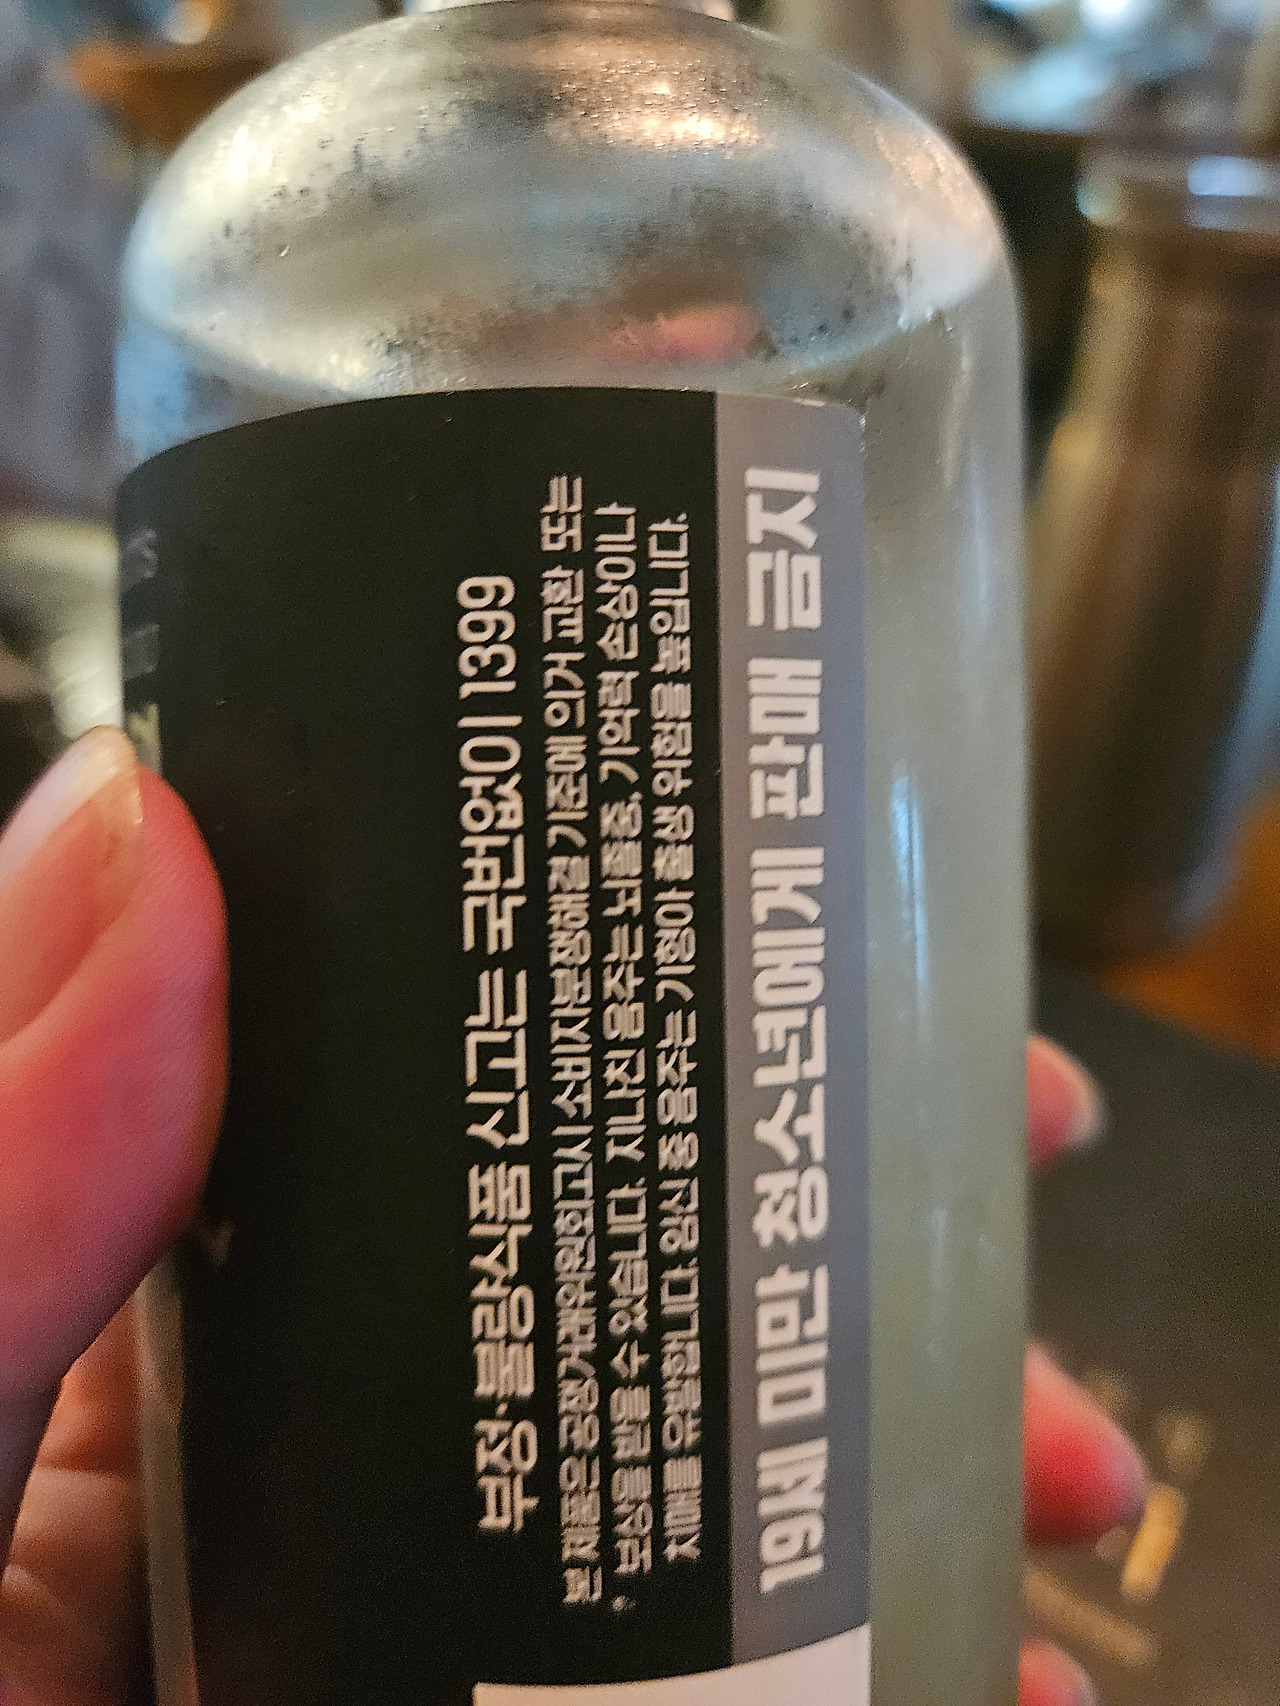 부정·불량식품 신고는 국번없이 1399
본 제품은 공정거래위원회고시 소비자분쟁해결 기준에 의거 교환 또는
보상을 받을 수 있습니다. 지나친 음주는 뇌졸중, 기억력 손상이나
치매를 유발합니다. 임신 중 음주는 기형아 출생 위험을 높입니다.
19세 미만 청소년에게 판매 금지